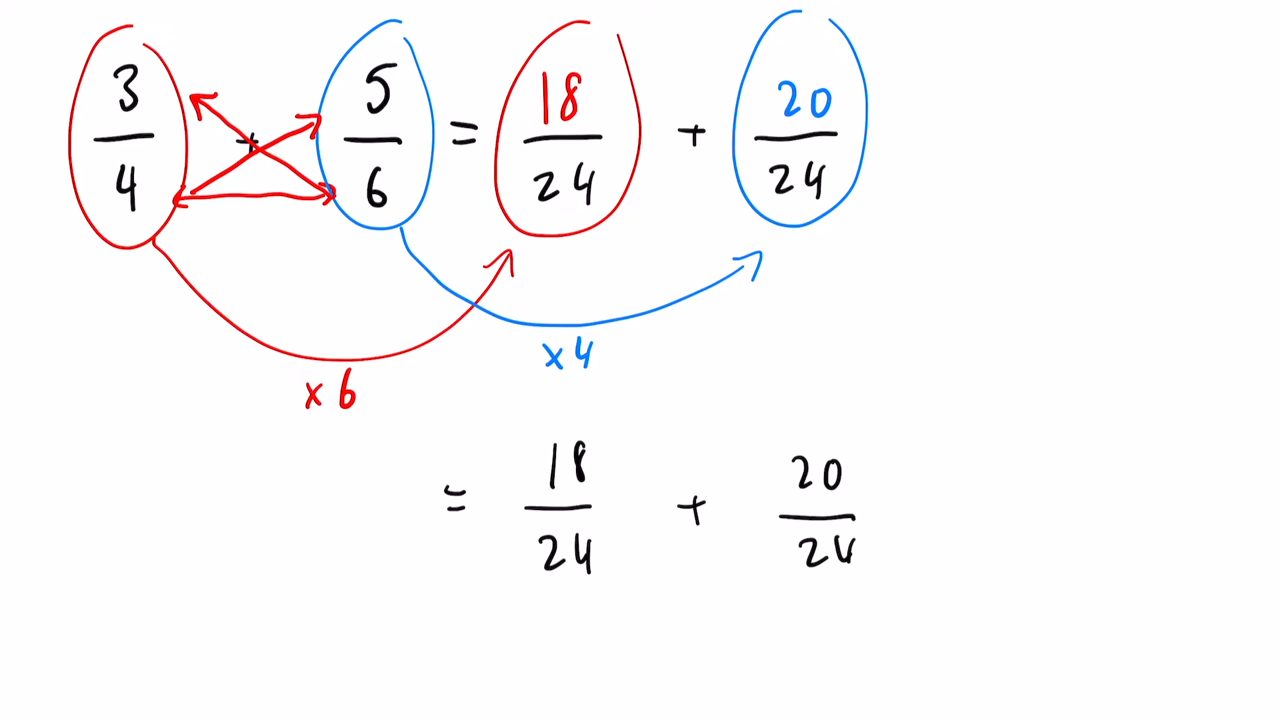 3/4 + 5/6 = 18/24 + 20/24
x 4
x 6
= 18/24 + 20/24